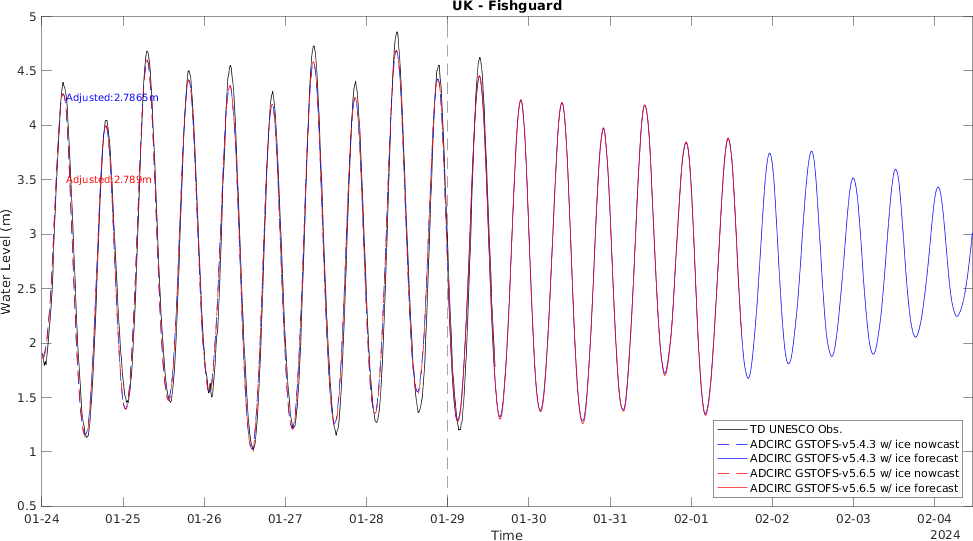 UK - Fishguard
5
4.5
4
3.5
3
2.5
2
1.5
1
0.5
Water Level (m)
Adjusted:2.7865m
Adjusted:2.789m
TD UNESCO Obs.
ADCIRC GSTOFS-v5.4.3 w/ ice nowcast
ADCIRC GSTOFS-v5.4.3 w/ ice forecast
ADCIRC GSTOFS-v5.6.5 w/ ice nowcast
ADCIRC GSTOFS-v5.6.5 w/ ice forecast
01-24 01-25 01-26 01-27 01-28 01-29 01-30 01-31 02-01 02-02 02-03 02-04
Time
2024